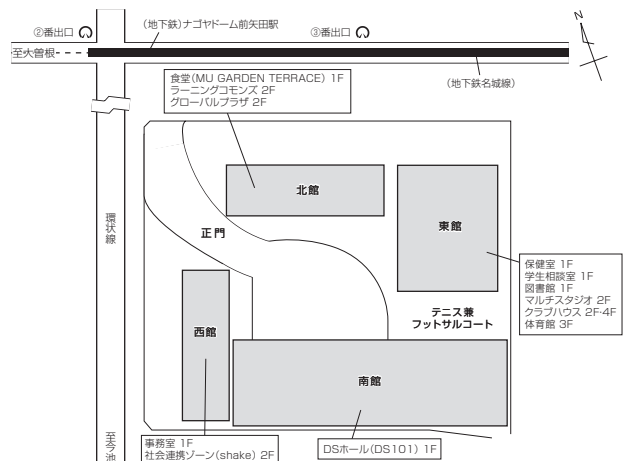 ②番出口
(地下鉄)ナゴヤドーム前矢田駅
③番出口
N
至大曽根
(地下鉄名城線)
食堂(MU GARDEN TERRACE) 1F
ラーニングコモンズ 2F
グローバルプラザ 2F
北館
東館
環状線
正門
保健室 1F
学生相談室 1F
図書館 1F
マルチスタジオ 2F
クラブハウス 2F・4F
体育館 3F
テニス兼
フットサルコート
西館
南館
至今池
事務室 1F
社会連携ゾーン(shake) 2F
DSホール(DS101) 1F